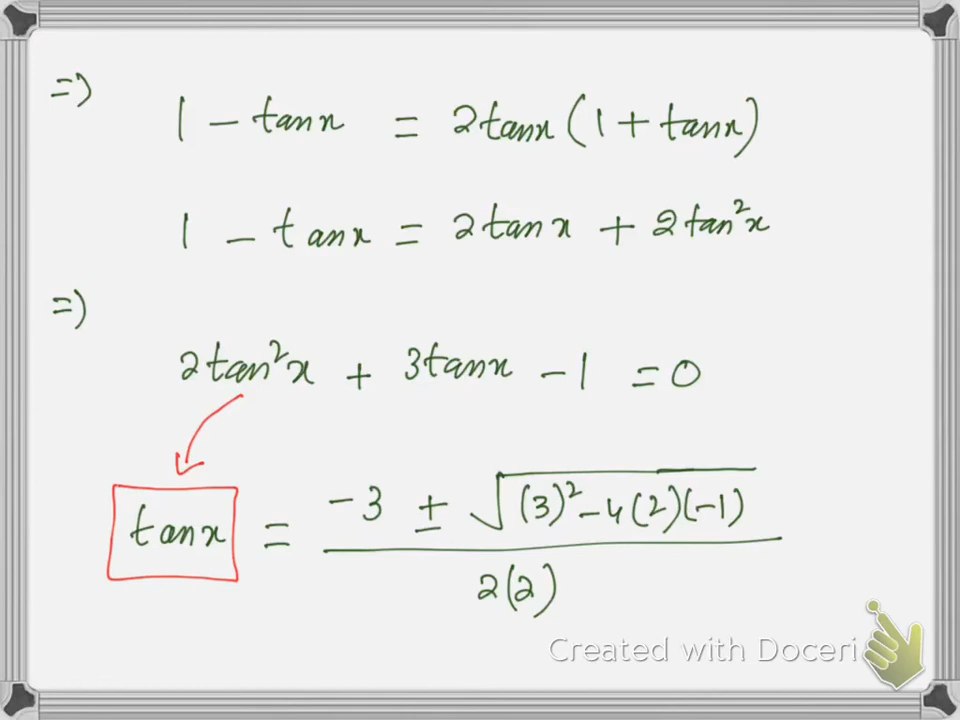 =>
1 - tanx = 2tanx(1 + tanx)
1 - tanx = 2tanx + 2tan²x
=>
2tan²x + 3tanx - 1 = 0
tanx = (-3 ± √((3)² - 4(2)(-1))) / 2(2)
Created with Doceri